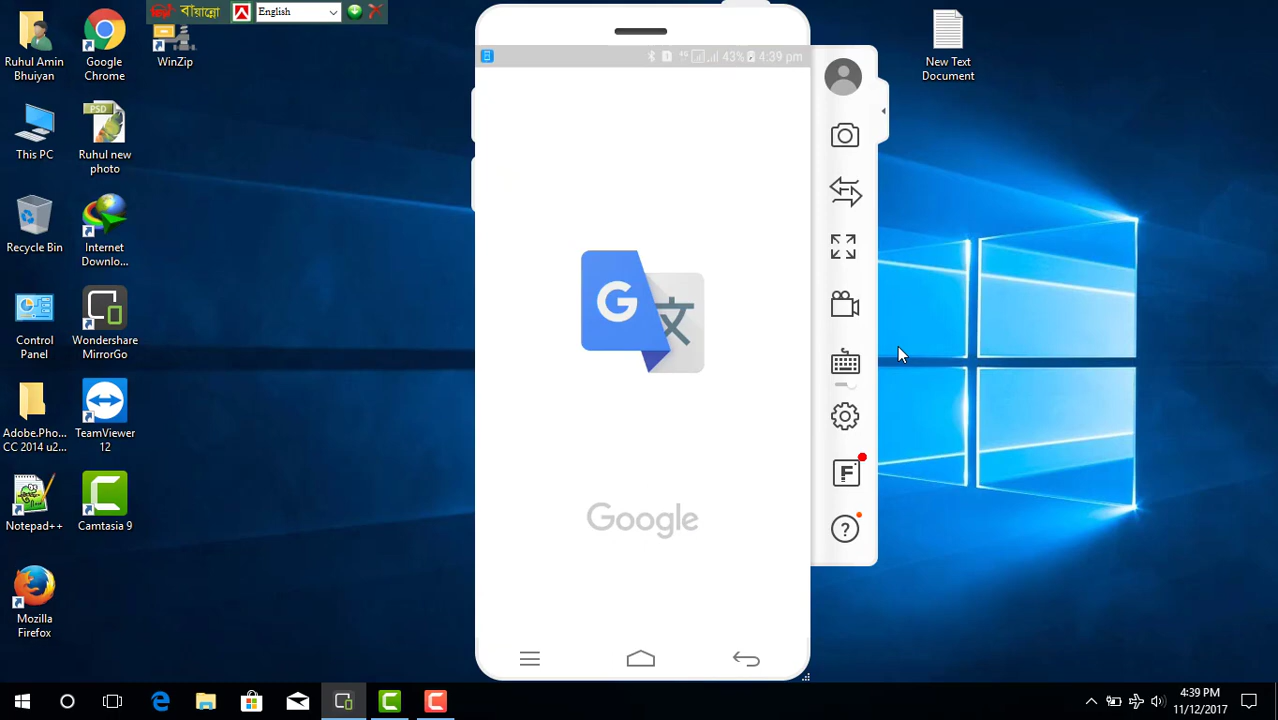 বায়ান্নো
English
Ruhul Amin
Bhuiyan
Google
Chrome
WinZip
New Text
Document
This PC
PSD
Ruhul new
photo
Recycle Bin
Internet
Downlo...
Control
Panel
Wondershare
MirrorGo
Adobe.Pho...
CC 2014 u2...
TeamViewer
12
Notepad++
Camtasia 9
Mozilla
Firefox
43% 4:39 pm
G 文
Google
F
?
4:39 PM
11/12/2017